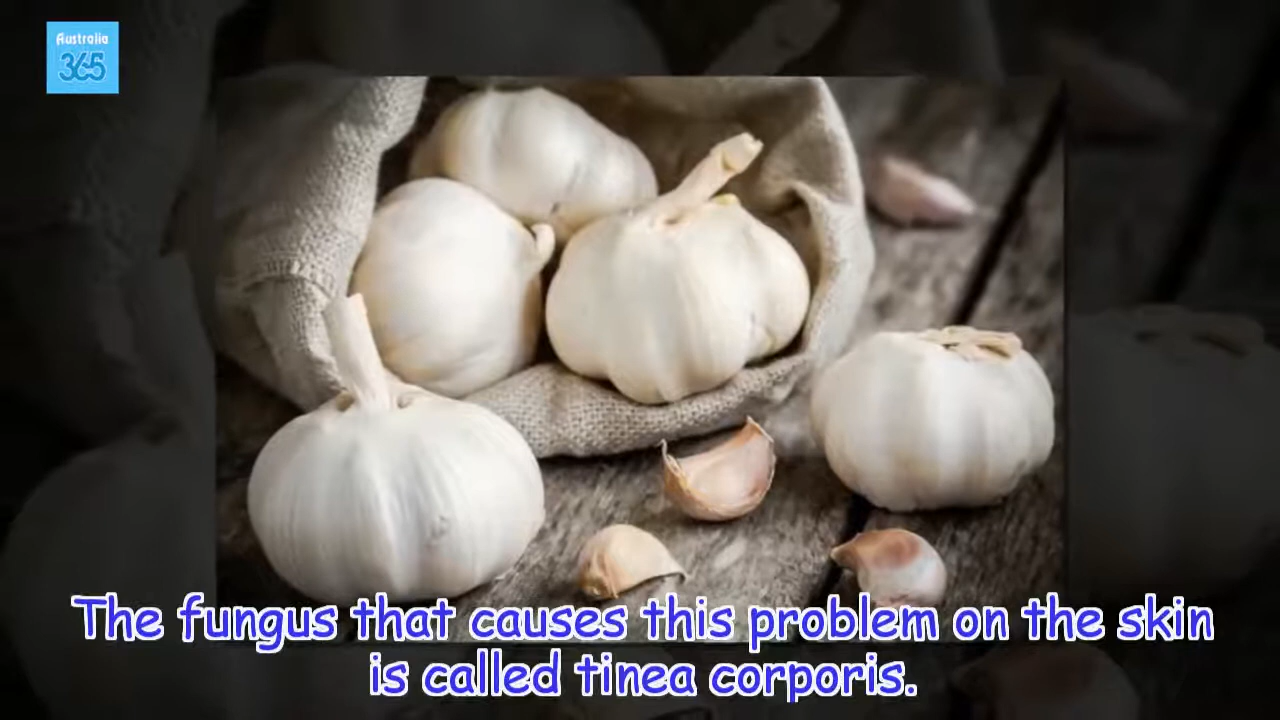 Australia
365
The fungus that causes this problem on the skin
is called tinea corporis.